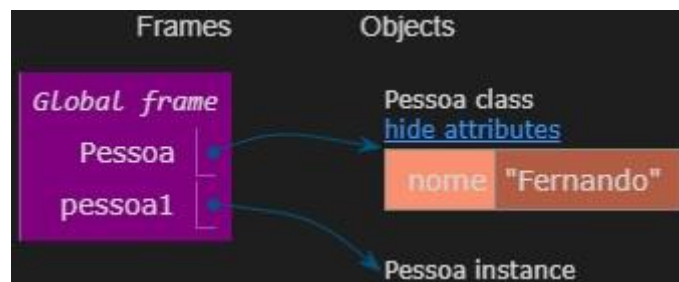 Frames Objects
Global frame
Pessoa
pessoa1
Pessoa class
hide attributes
nome "Fernando"
Pessoa instance